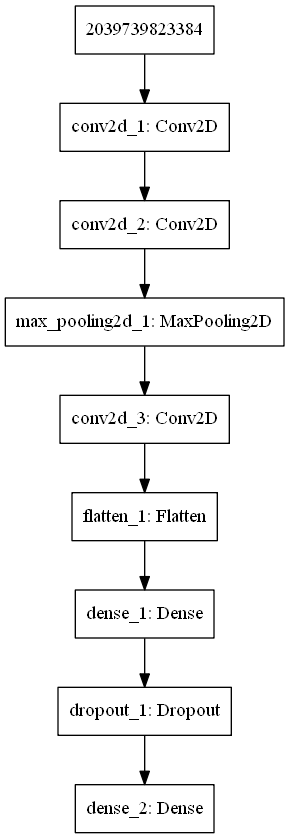 2039739823384
conv2d_1: Conv2D
conv2d_2: Conv2D
max_pooling2d_1: MaxPooling2D
conv2d_3: Conv2D
flatten_1: Flatten
dense_1: Dense
dropout_1: Dropout
dense_2: Dense